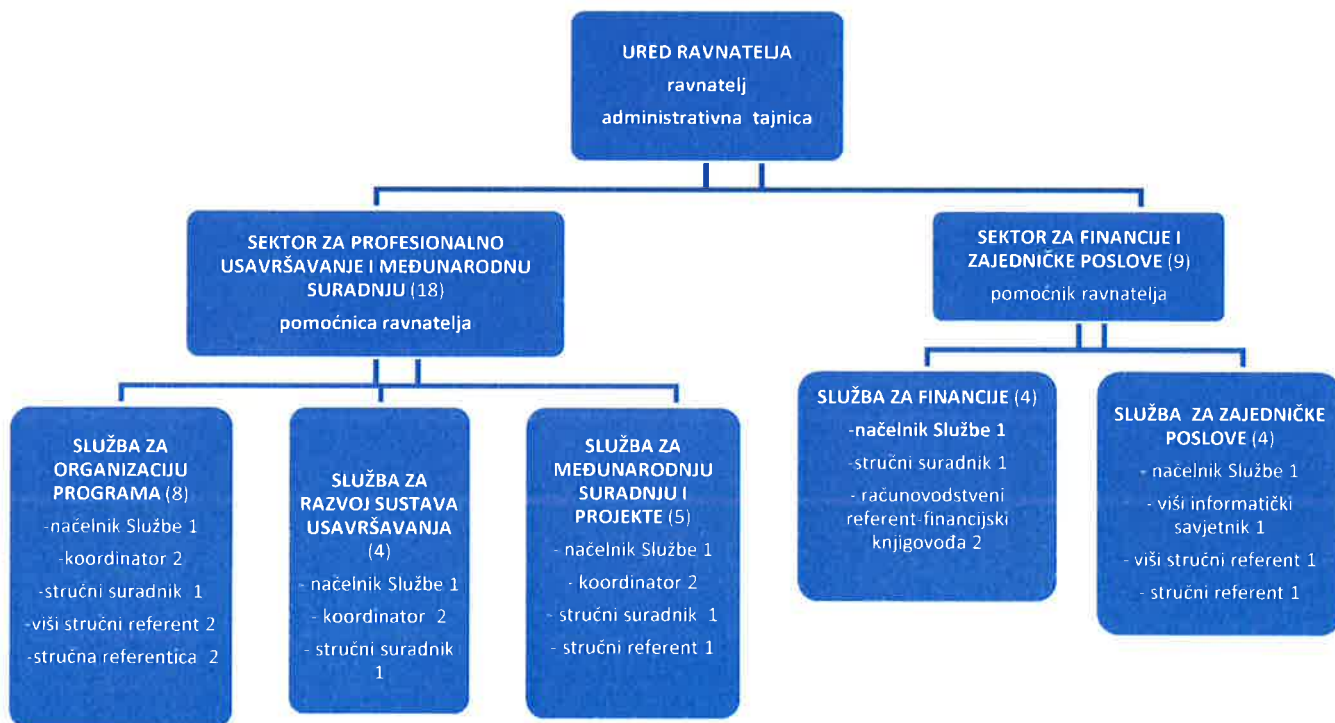 URED RAVNATELJA
ravnatelj
administrativna tajnica
SEKTOR ZA PROFESIONALNO
USAVRŠAVANJE I MEĐUNARODNU
SURADNJU (18)
pomoćnica ravnatelja
SEKTOR ZA FINANCIJE I
ZAJEDNIČKE POSLOVE (9)
pomoćnik ravnatelja
SLUŽBA ZA
ORGANIZACIJU
PROGRAMA (8)
-načelnik Službe 1
-koordinator 2
-stručni suradnik 1
-viši stručni referent 2
-stručna referentica 2
SLUŽBA ZA
RAZVOJ SUSTAVA
USAVRŠAVANJA
(4)
- načelnik Službe 1
- koordinator 2
- stručni suradnik
1
SLUŽBA ZA
MEĐUNARODNJU
SURADNJU I
PROJEKTE (5)
- načelnik Službe 1
- koordinator 2
- stručni suradnik 1
- stručni referent 1
SLUŽBA ZA FINANCIJE (4)
-načelnik Službe 1
-stručni suradnik 1
- računovodstveni
referent-financijski
knjigovođa 2
SLUŽBA ZA ZAJEDNIČKE
POSLOVE (4)
- načelnik Službe 1
- viši informatički
savjetnik 1
- viši stručni referent 1
- stručni referent 1